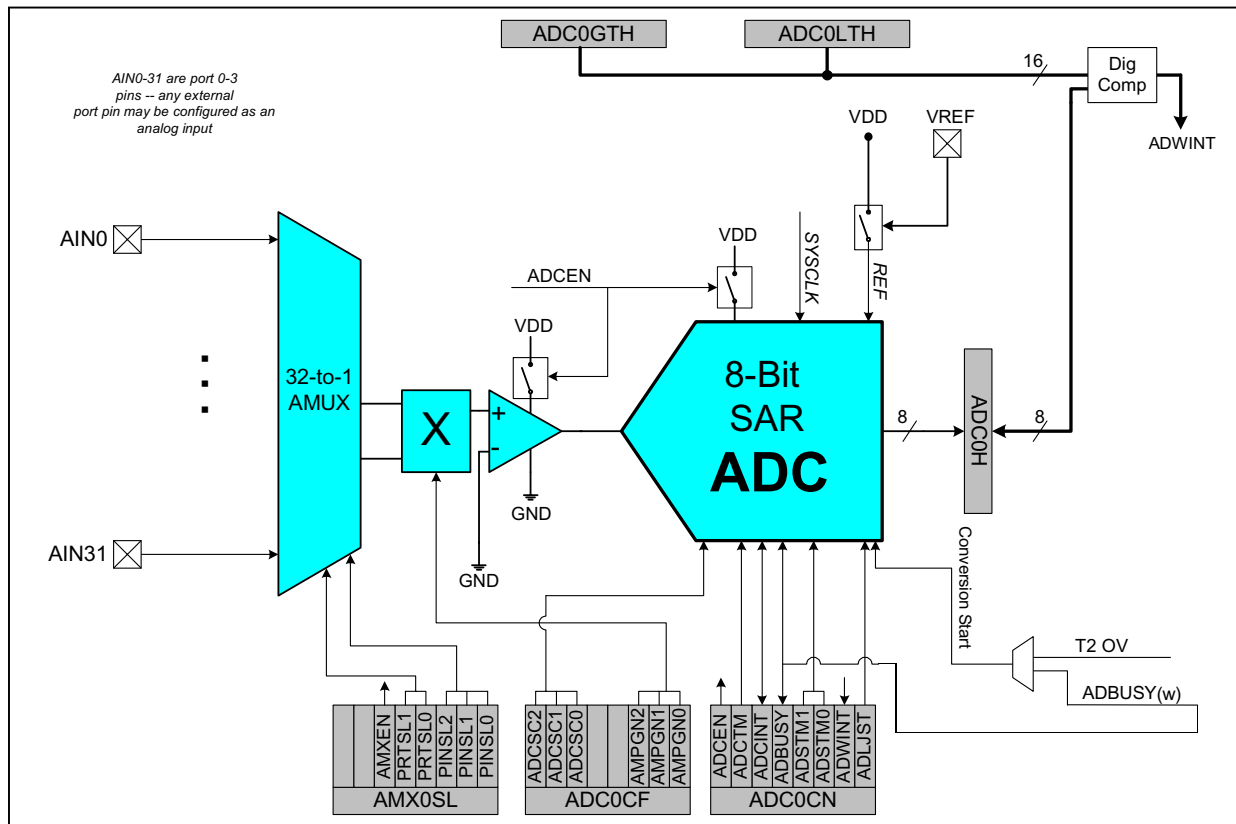 ADC0GTH
ADC0LTH
AIN0-31 are port 0-3
pins -- any external
port pin may be configured as an
analog input
16
Dig
Comp
ADWINT
VDD
VREF
AIN0
VDD
SYSCLK
REF
ADCEN
VDD
32-to-1
AMUX
X
+
-
8-Bit
SAR
ADC
8
ADC0H
8
GND
GND
AIN31
Conversion Start
T2 OV
ADBUSY(w)
AMXEN
PRTSL1
PRTSL0
PINSL2
PINSL1
PINSL0
AMX0SL
ADCSC2
ADCSC1
ADCSC0
AMPGN2
AMPGN1
AMPGN0
ADC0CF
ADCEN
ADCTM
ADCINT
ADBUSY
ADSTM1
ADSTM0
ADWINT
ADLJST
ADC0CN